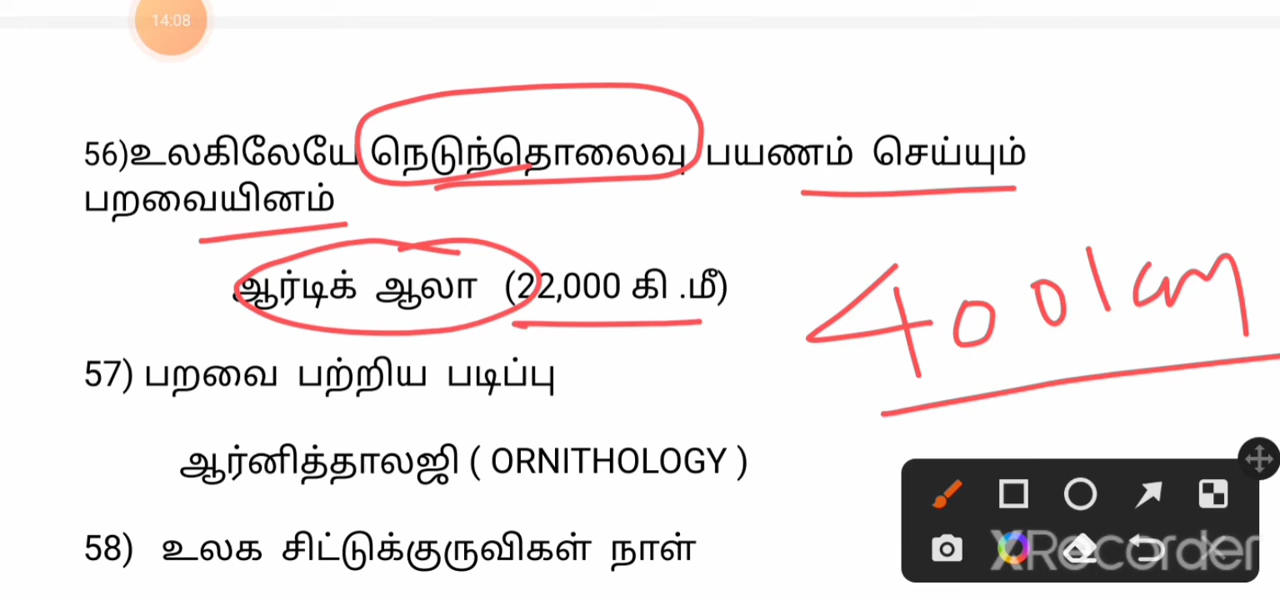 14:08
56)உலகிலேயே நெடுந்தொலைவு பயணம் செய்யும்
பறவையினம்
ஆர்டிக் ஆலா (22,000 கி .மீ)
400km
57) பறவை பற்றிய படிப்பு
ஆர்னித்தாலஜி ( ORNITHOLOGY )
58) உலக சிட்டுக்குருவிகள் நாள்
XRecorder